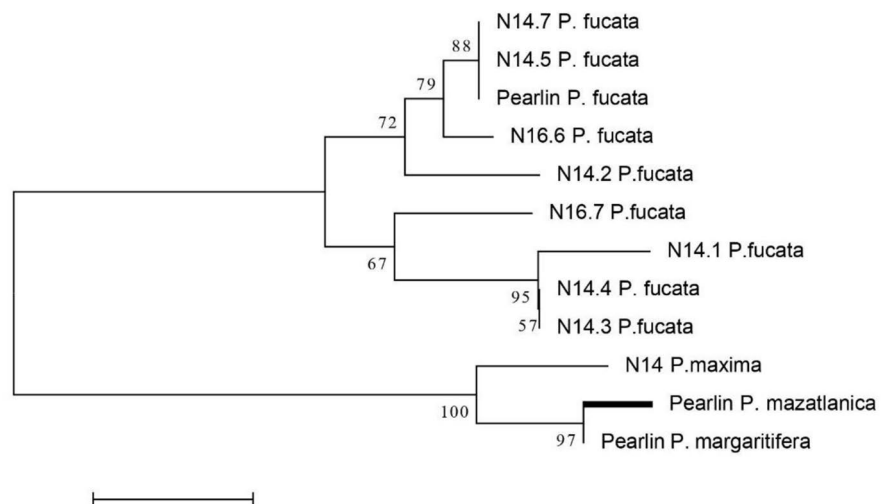 N14.7 P. fucata
88
N14.5 P. fucata
79
Pearlin P. fucata
72
N16.6 P. fucata
N14.2 P.fucata
N16.7 P.fucata
67
N14.1 P.fucata
95
N14.4 P. fucata
57
N14.3 P.fucata
N14 P.maxima
100
Pearlin P. mazatlanica
97
Pearlin P. margaritifera